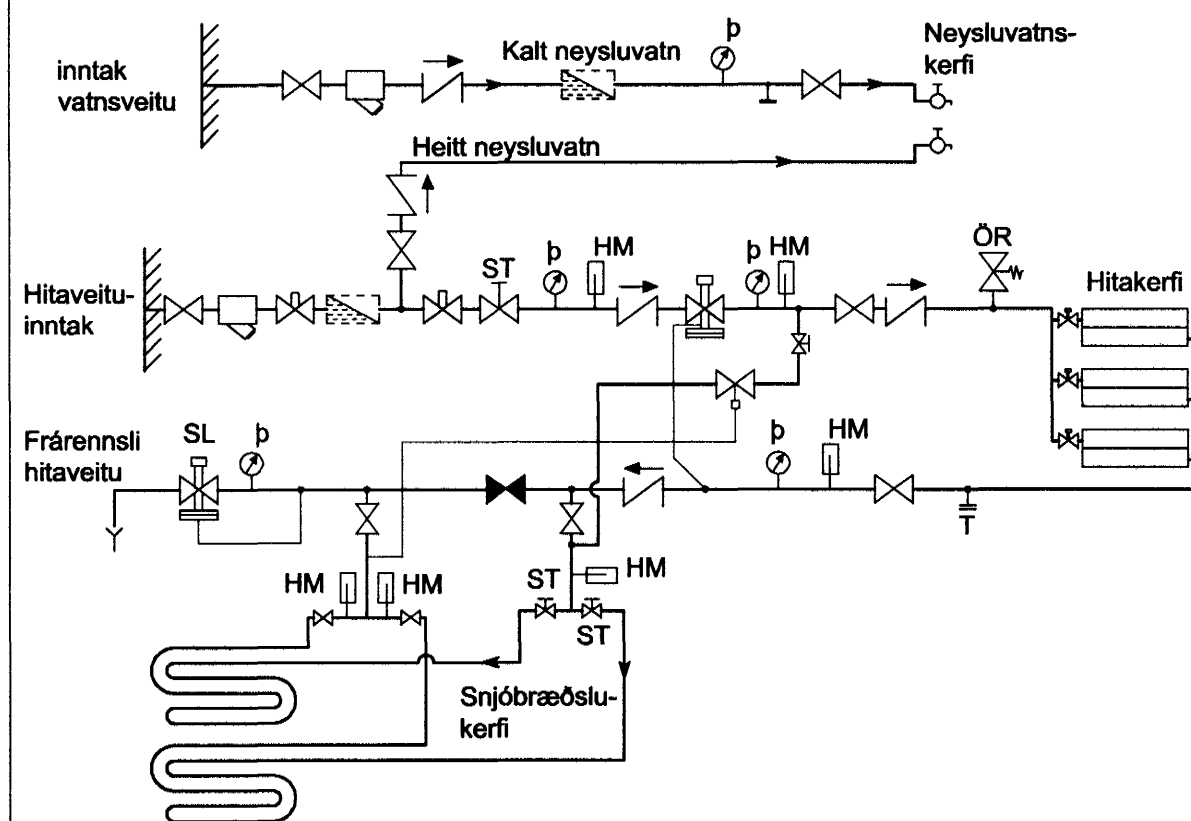 inntak
vatnsveitu
Kalt neysluvatn
þ
Neysluvatns-
kerfi
Heitt neysluvatn
Hitaveitu-
inntak
ST
þ
HM
þ
HM
ÖR
Hitakerfi
Frárennsli
hitaveitu
SL
þ
þ
HM
HM
HM
ST
HM
ST
Snjóbræðslu-
kerfi